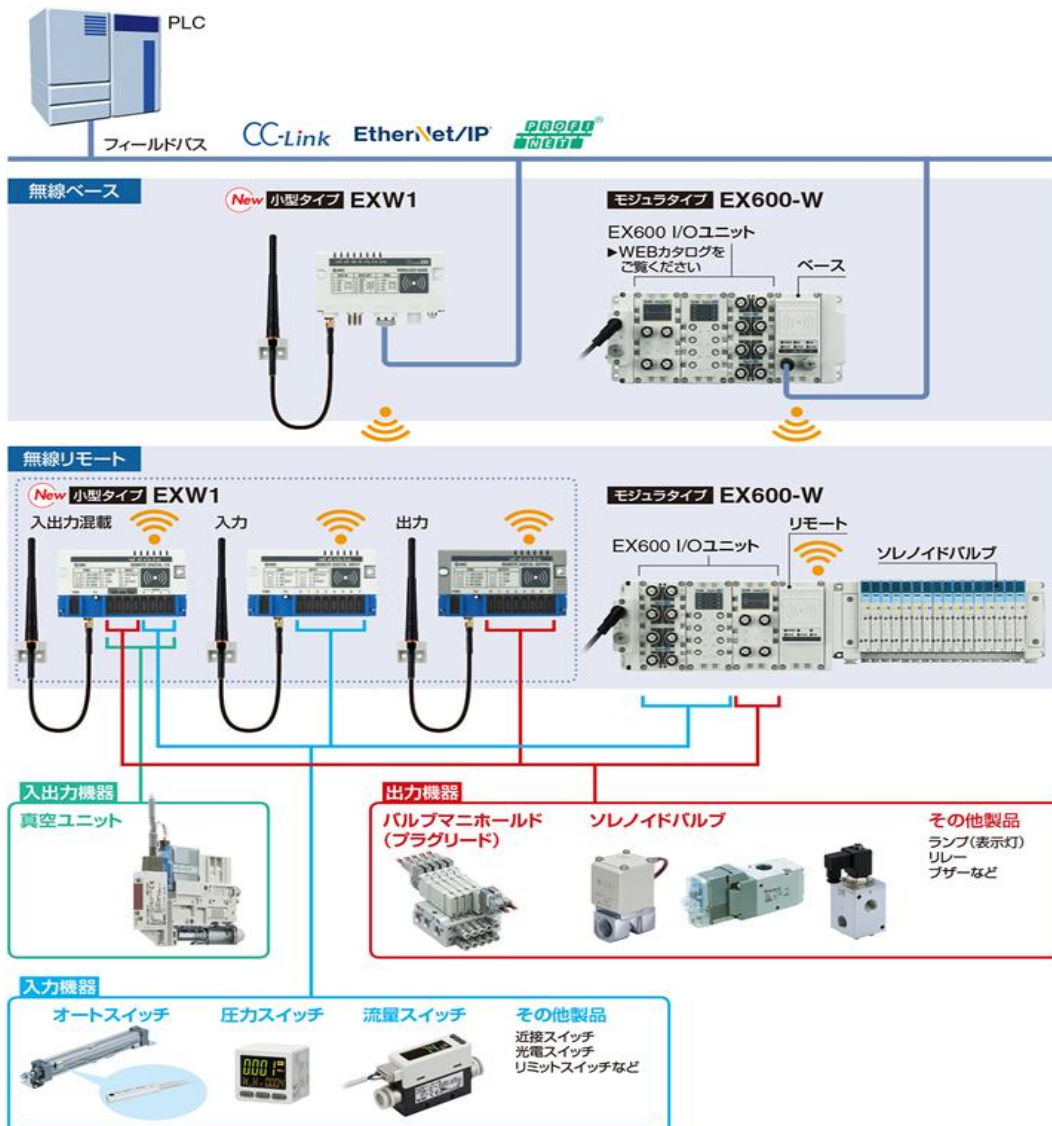 PLC
フィールドバス
CC-Link
EtherNet/IP
PROFI
NET
®
無線ベース
New 小型タイプ EXW1
モジュラタイプ EX600-W
EX600 I/Oユニット
▶WEBカタログを
ご覧ください
ベース
無線リモート
New 小型タイプ EXW1
入出力混載
入力
出力
モジュラタイプ EX600-W
リモート
EX600 I/Oユニット
ソレノイドバルブ
入出力機器
真空ユニット
出力機器
バルブマニホールド
(プラグリード)
ソレノイドバルブ
その他製品
ランプ(表示灯)
リレー
ブザーなど
入力機器
オートスイッチ
圧力スイッチ
流量スイッチ
その他製品
近接スイッチ
光電スイッチ
リミットスイッチなど